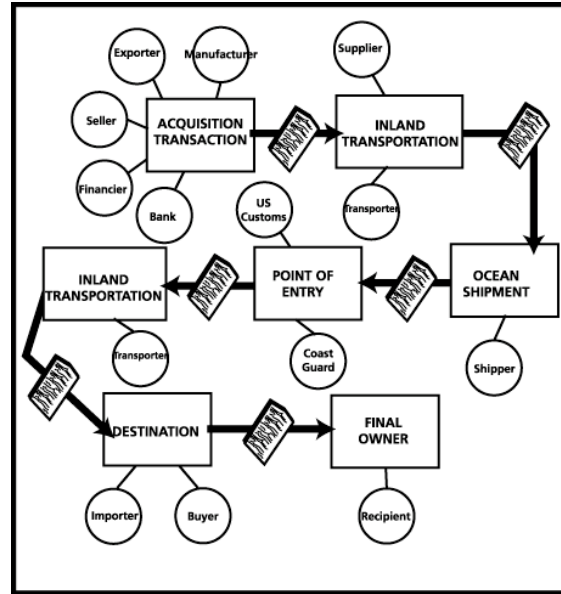 Exporter
Manufacturer
Supplier
Seller
ACQUISITION
TRANSACTION
INLAND
TRANSPORTATION
Financier
Bank
US
Customs
Transporter
INLAND
TRANSPORTATION
POINT OF
ENTRY
OCEAN
SHIPMENT
Transporter
Coast
Guard
Shipper
DESTINATION
FINAL
OWNER
Importer
Buyer
Recipient